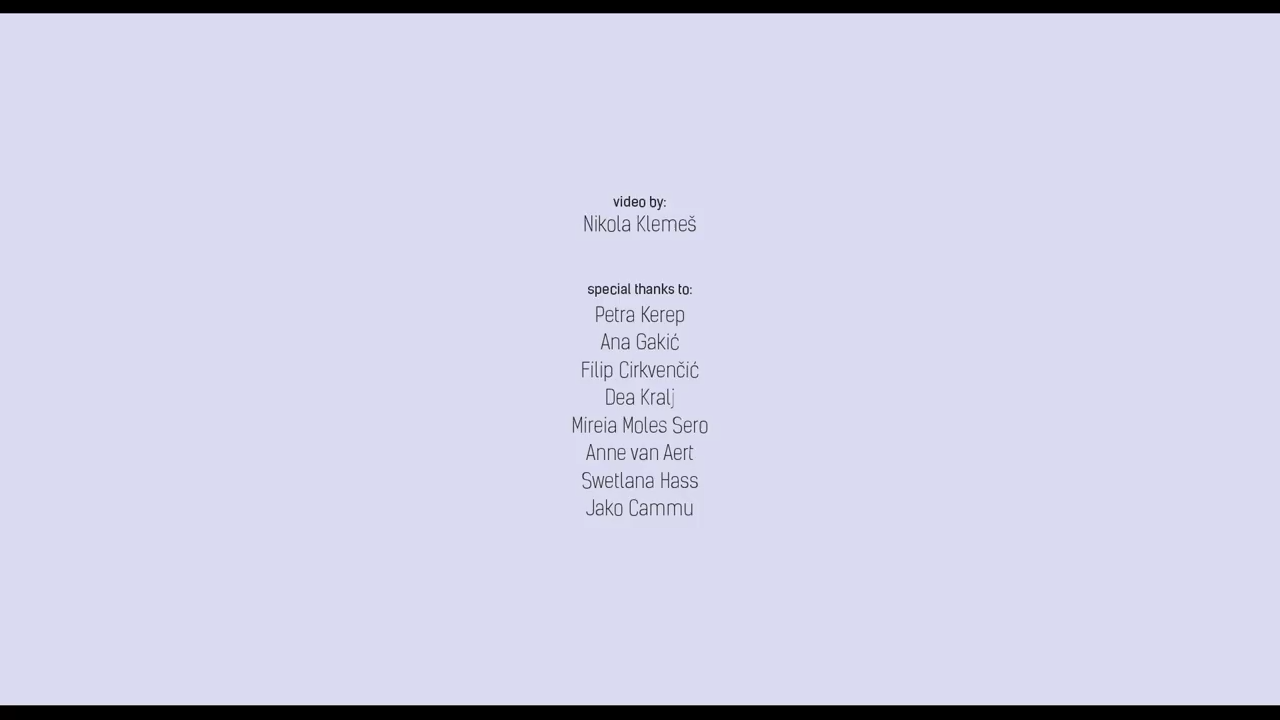 video by:
Nikola Klemeš
special thanks to:
Petra Kerep
Ana Gakić
Filip Cirkvenčić
Dea Kralj
Mireia Moles Sero
Anne van Aert
Swetlana Hass
Jako Cammu